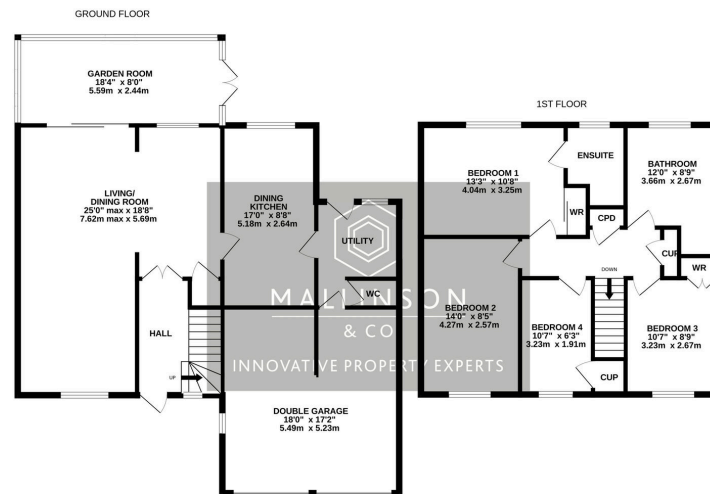 GROUND FLOOR
GARDEN ROOM
18'4" x 8'0"
5.59m x 2.44m
LIVING/
DINING ROOM
25'0" max x 18'8"
7.62m max x 5.69m
DINING
KITCHEN
17'0" x 8'8"
5.18m x 2.64m
UTILITY
WC
HALL
UP
DOUBLE GARAGE
18'0" x 17'2"
5.49m x 5.23m
1ST FLOOR
BEDROOM 1
13'3" x 10'8"
4.04m x 3.25m
ENSUITE
BATHROOM
12'0" x 8'9"
3.66m x 2.67m
WR
CPD
CUP
WR
DOWN
BEDROOM 2
14'0" x 8'5"
4.27m x 2.57m
BEDROOM 4
10'7" x 6'3"
3.23m x 1.91m
BEDROOM 3
10'7" x 8'9"
3.23m x 2.67m
CUP
MALLINSON
& CO
INNOVATIVE PROPERTY EXPERTS